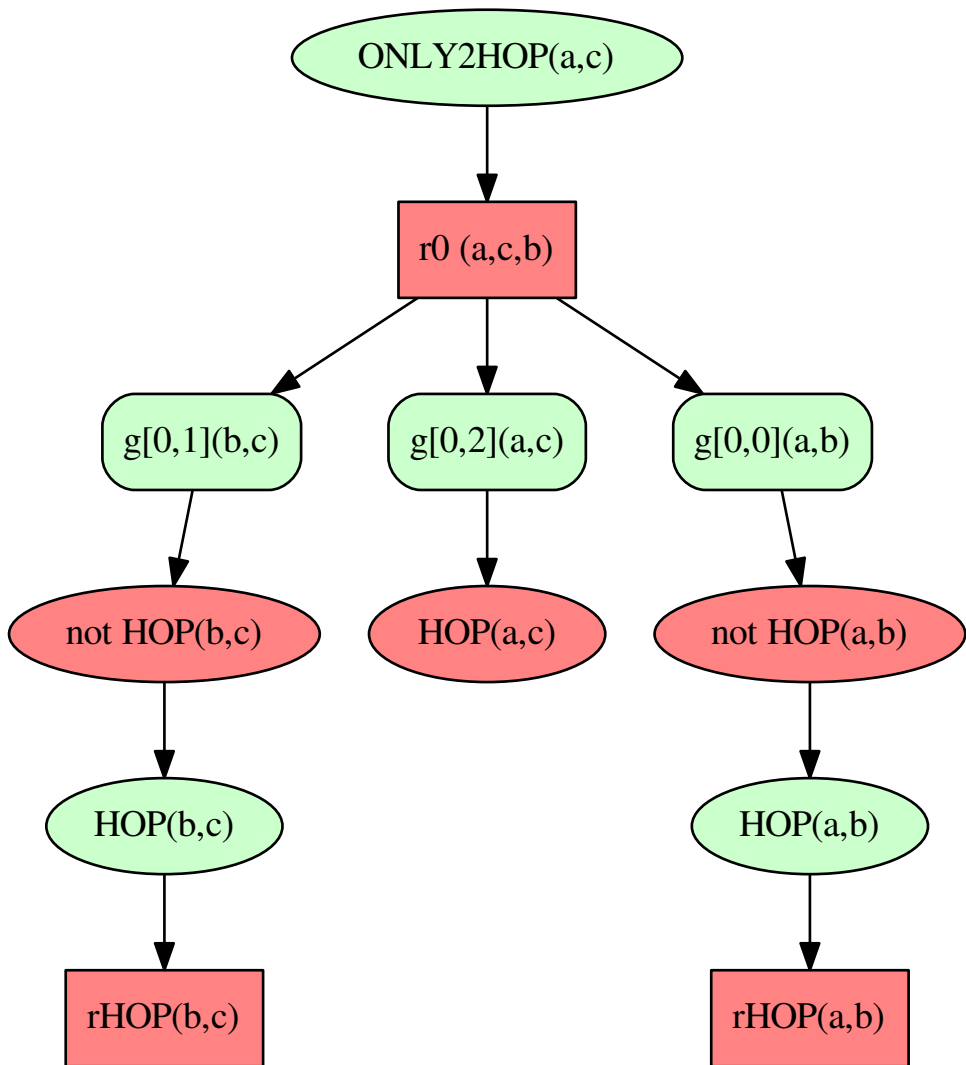 ONLY2HOP(a,c)
r0 (a,c,b)
g[0,1](b,c)
g[0,2](a,c)
g[0,0](a,b)
not HOP(b,c)
HOP(a,c)
not HOP(a,b)
HOP(b,c)
HOP(a,b)
rHOP(b,c)
rHOP(a,b)